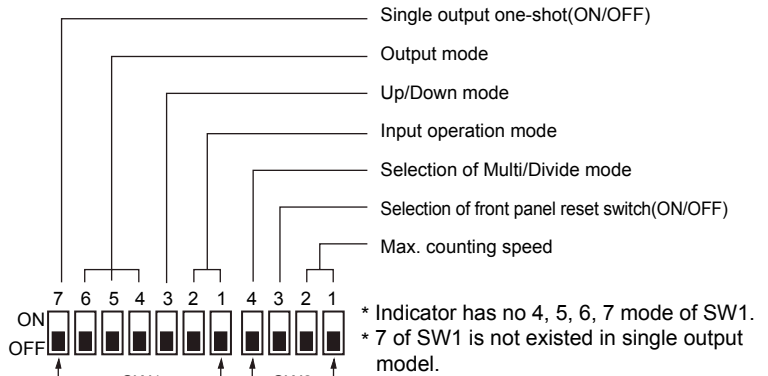 Single output one-shot(ON/OFF)
Output mode
Up/Down mode
Input operation mode
Selection of Multi/Divide mode
Selection of front panel reset switch(ON/OFF)
Max. counting speed
7 6 5 4 3 2 1 4 3 2 1
ON
OFF
* Indicator has no 4, 5, 6, 7 mode of SW1.
* 7 of SW1 is not existed in single output
model.